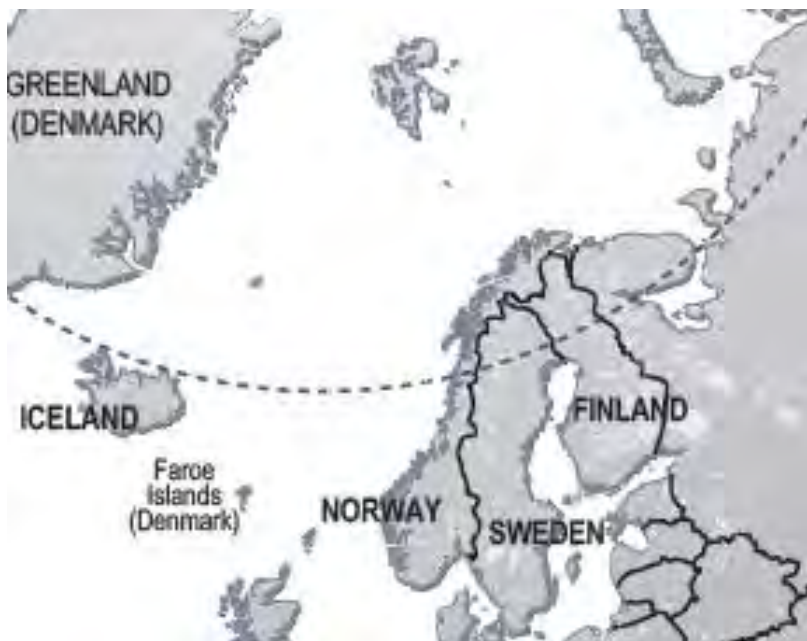 GREENLAND
(DENMARK)
ICELAND
FINLAND
Faroe
Islands
(Denmark)
NORWAY
SWEDEN